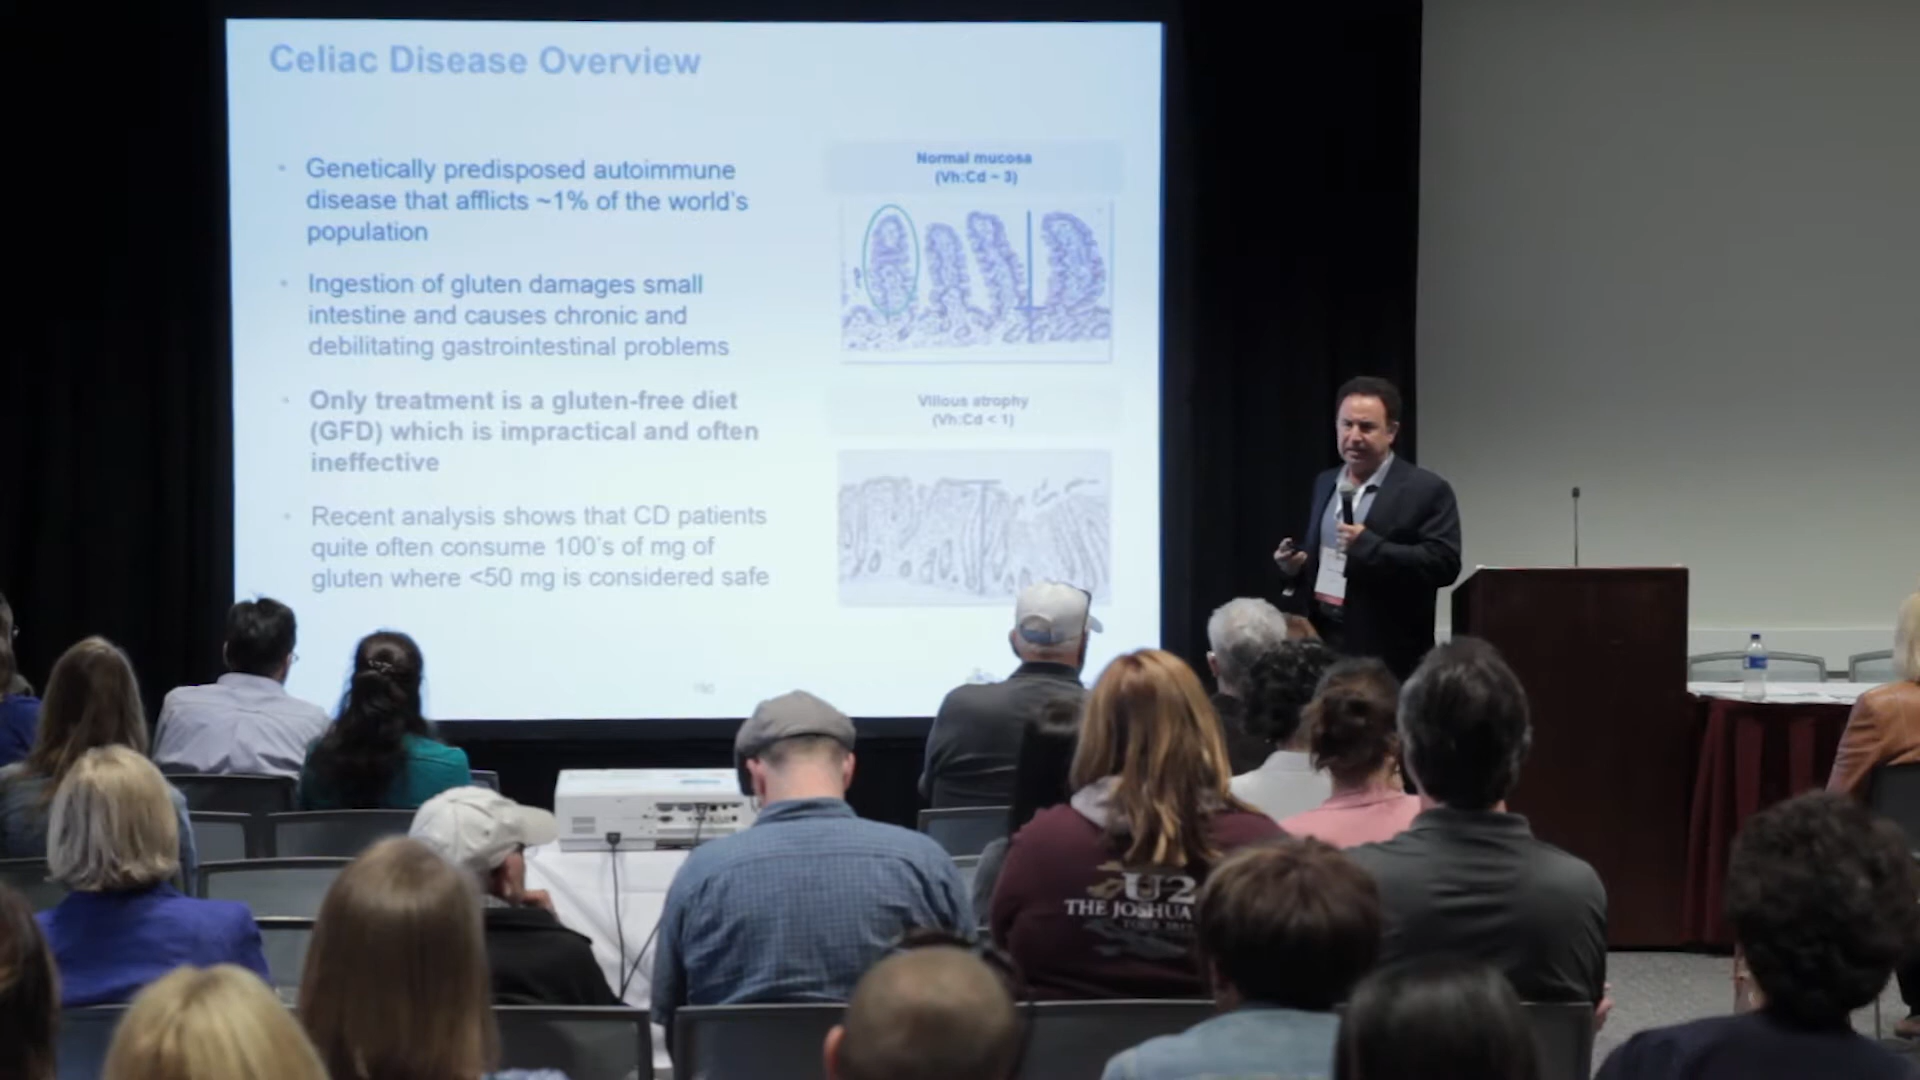 Celiac Disease Overview
• Genetically predisposed autoimmune
disease that afflicts ~1% of the world's
population
• Ingestion of gluten damages small
intestine and causes chronic and
debilitating gastrointestinal problems
• Only treatment is a gluten-free diet
(GFD) which is impractical and often
ineffective
• Recent analysis shows that CD patients
quite often consume 100's of mg of
gluten where <50 mg is considered safe
Normal mucosa
(Vh:Cd ~ 3)
Villous atrophy
(Vh:Cd < 1)
U2
THE JOSHUA